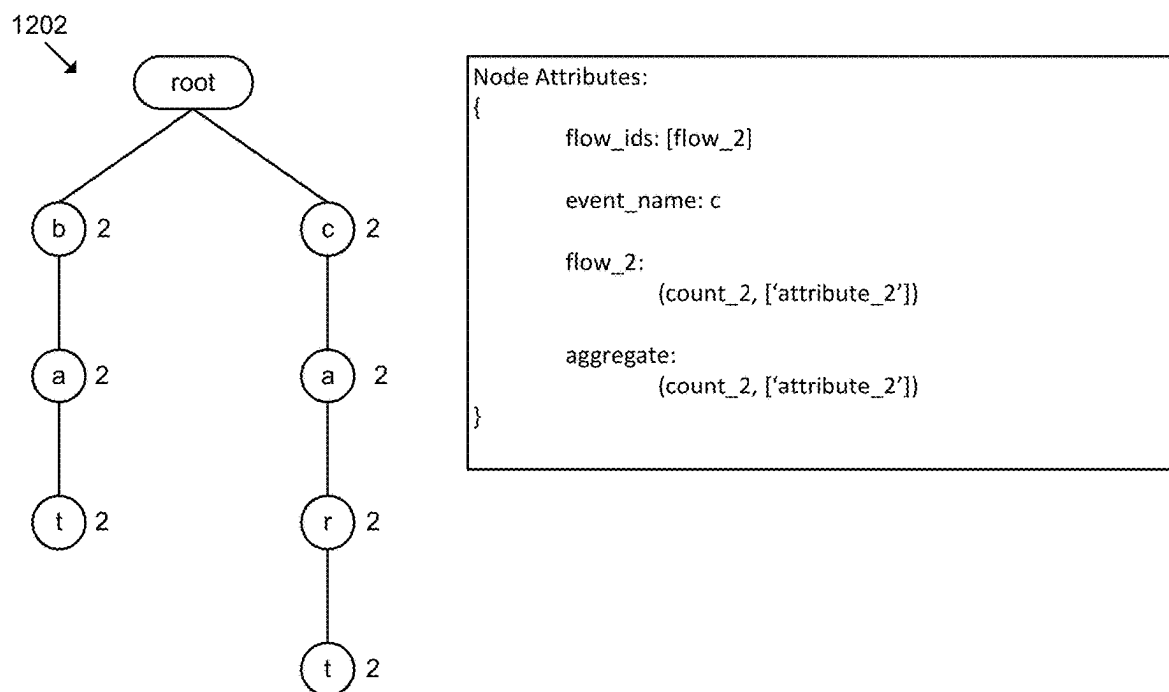 1202
root
b 2
c 2
a 2
a 2
t 2
r 2
t 2
Node Attributes:
{
flow_ids: [flow_2]
event_name: c
flow_2:
(count_2, [‘attribute_2’])
aggregate:
(count_2, [‘attribute_2’])
}